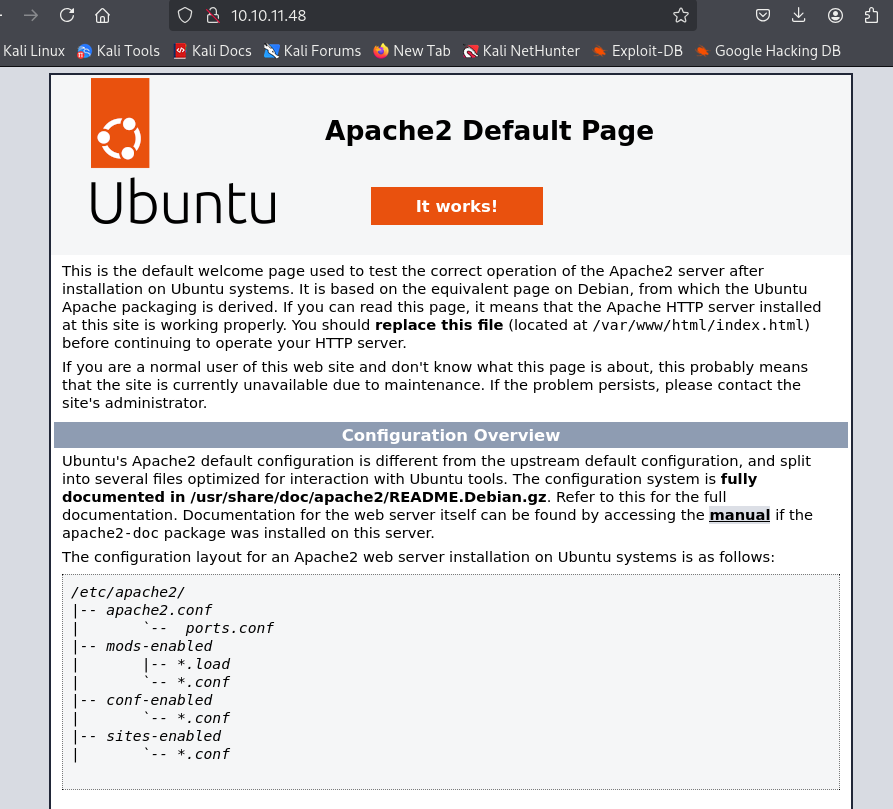 10.10.11.48
Kali Linux Kali Tools Kali Docs Kali Forums New Tab Kali NetHunter Exploit-DB Google Hacking DB
Apache2 Default Page
Ubuntu
It works!
This is the default welcome page used to test the correct operation of the Apache2 server after
installation on Ubuntu systems. It is based on the equivalent page on Debian, from which the Ubuntu
Apache packaging is derived. If you can read this page, it means that the Apache HTTP server installed
at this site is working properly. You should replace this file (located at /var/www/html/index.html)
before continuing to operate your HTTP server.
If you are a normal user of this web site and don't know what this page is about, this probably means
that the site is currently unavailable due to maintenance. If the problem persists, please contact the
site's administrator.
Configuration Overview
Ubuntu's Apache2 default configuration is different from the upstream default configuration, and split
into several files optimized for interaction with Ubuntu tools. The configuration system is fully
documented in /usr/share/doc/apache2/README.Debian.gz. Refer to this for the full
documentation. Documentation for the web server itself can be found by accessing the manual if the
apache2-doc package was installed on this server.
The configuration layout for an Apache2 web server installation on Ubuntu systems is as follows:
/etc/apache2/
|-- apache2.conf
|       `--  ports.conf
|-- mods-enabled
|       |-- *.load
|       `-- *.conf
|-- conf-enabled
|       `-- *.conf
|-- sites-enabled
|       `-- *.conf